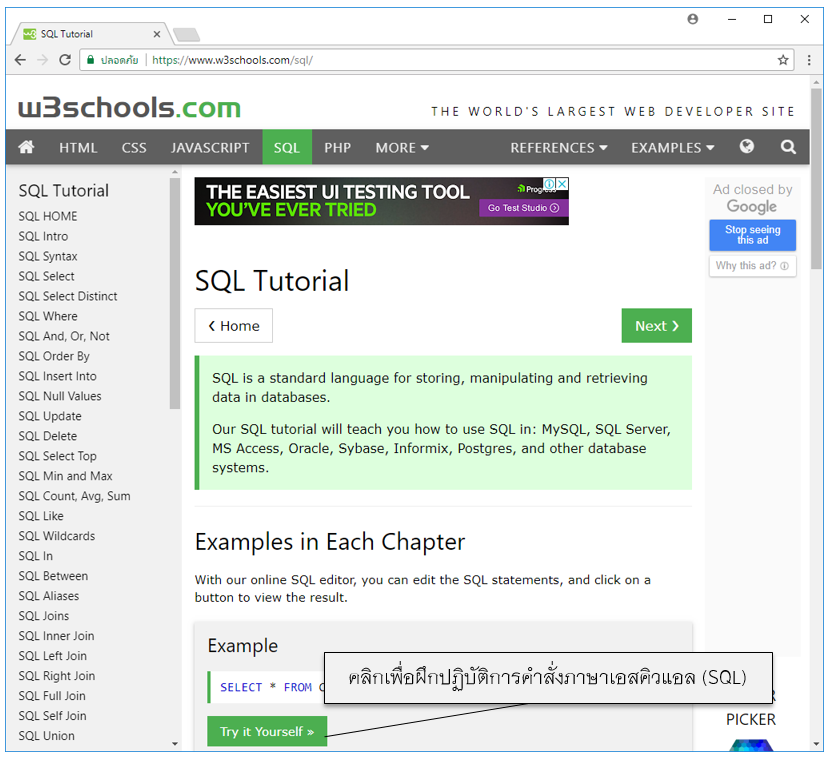 SQL Tutorial
ปลอดภัย https://www.w3schools.com/sql/
w3schools.com
THE WORLD'S LARGEST WEB DEVELOPER SITE
HTML CSS JAVASCRIPT SQL PHP MORE REFERENCES EXAMPLES
SQL Tutorial
SQL HOME
SQL Intro
SQL Syntax
SQL Select
SQL Select Distinct
SQL Where
SQL And, Or, Not
SQL Order By
SQL Insert Into
SQL Null Values
SQL Update
SQL Delete
SQL Select Top
SQL Min and Max
SQL Count, Avg, Sum
SQL Like
SQL Wildcards
SQL In
SQL Between
SQL Aliases
SQL Joins
SQL Inner Join
SQL Left Join
SQL Right Join
SQL Full Join
SQL Self Join
SQL Union
THE EASIEST UI TESTING TOOL
YOU'VE EVER TRIED
Go Test Studio
SQL Tutorial
❮ Home
Next ❯
SQL is a standard language for storing, manipulating and retrieving
data in databases.
Our SQL tutorial will teach you how to use SQL in: MySQL, SQL Server,
MS Access, Oracle, Sybase, Informix, Postgres, and other database
systems.
Examples in Each Chapter
With our online SQL editor, you can edit the SQL statements, and click on a
button to view the result.
Example
SELECT * FROM
คลิกเพื่อฝึกปฏิบัติการคำสั่งภาษาเอสคิวแอล (SQL)
Try it Yourself »
Ad closed by
Google
Stop seeing
this ad
Why this ad?
R
PICKER